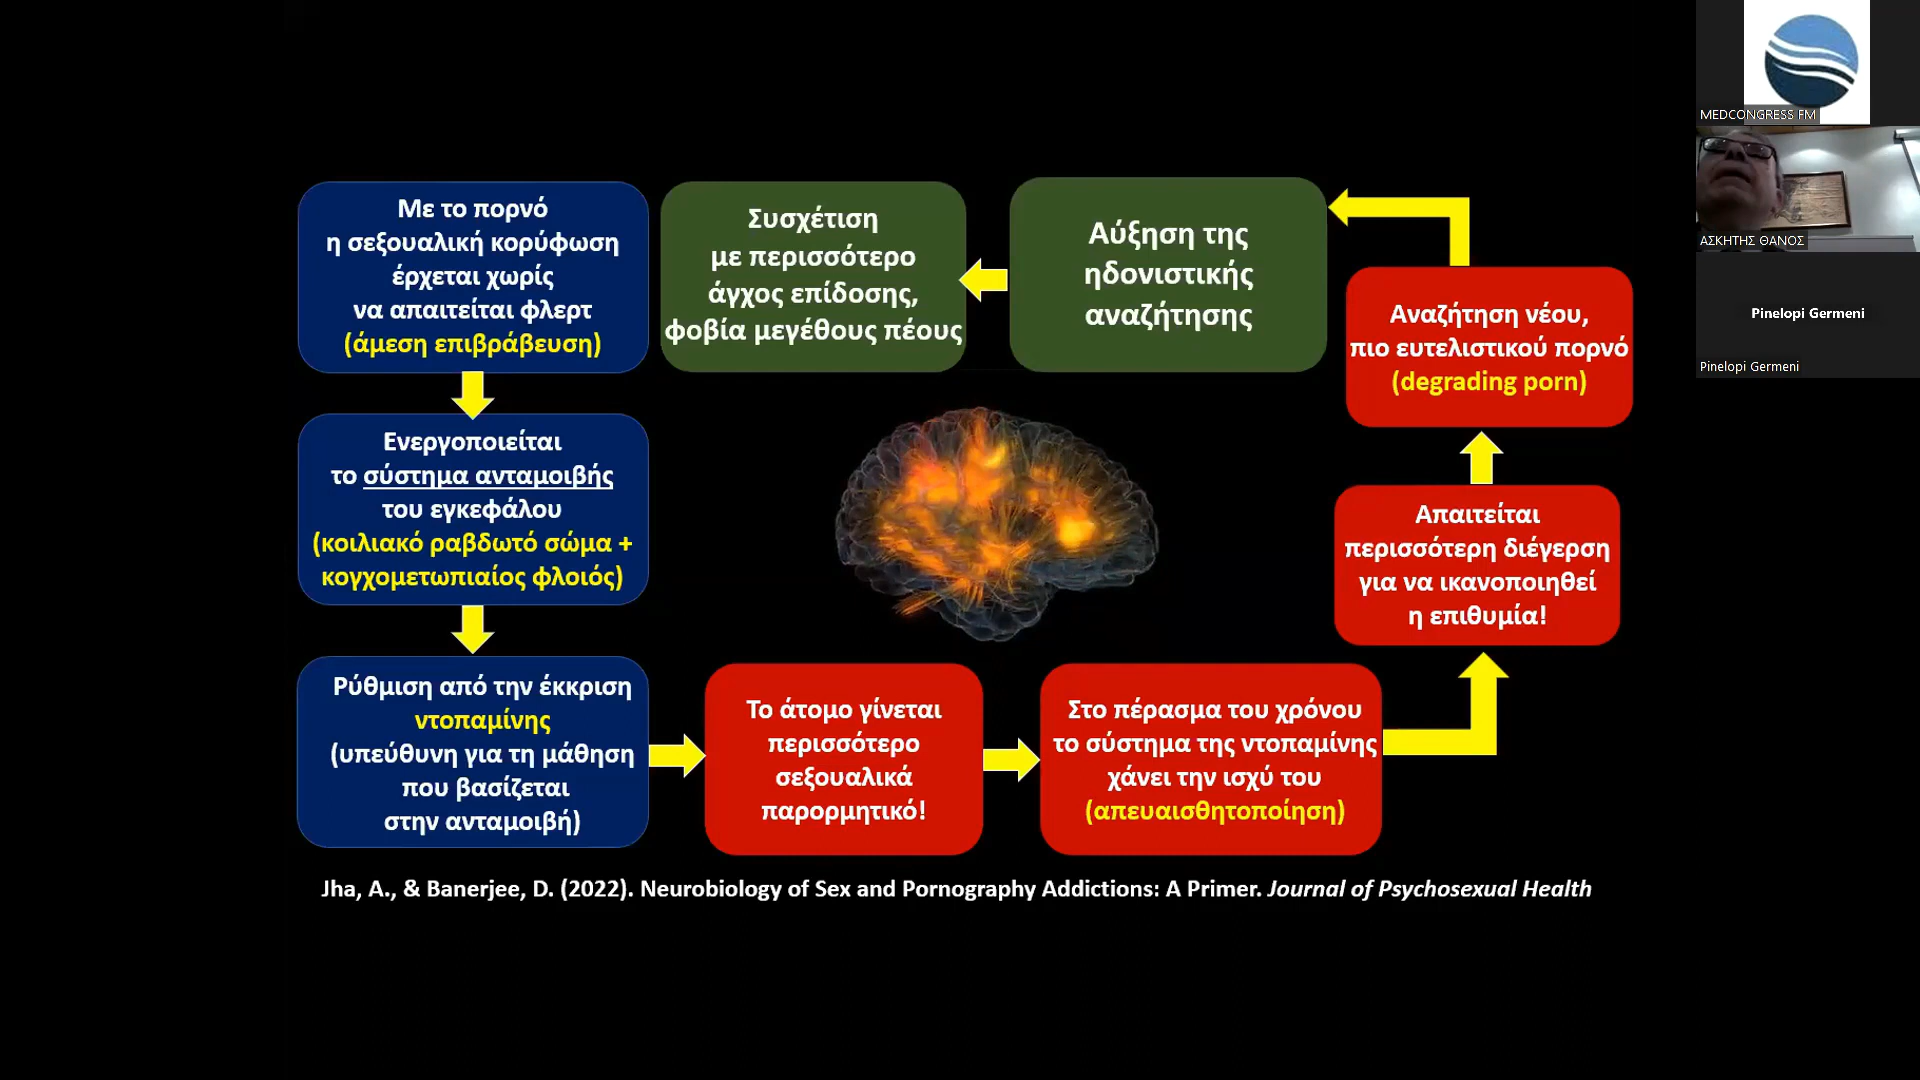 Με το πορνό
η σεξουαλική κορύφωση
έρχεται χωρίς
να απαιτείται φλερτ
(άμεση επιβράβευση)
Ενεργοποιείται
το σύστημα ανταμοιβής
του εγκεφάλου
(κοιλιακό ραβδωτό σώμα +
κογχομετωπιαίος φλοιός)
Ρύθμιση από την έκκριση
ντοπαμίνης
(υπεύθυνη για τη μάθηση
που βασίζεται
στην ανταμοιβή)
Το άτομο γίνεται
περισσότερο
σεξουαλικά
παρορμητικό!
Στο πέρασμα του χρόνου
το σύστημα της ντοπαμίνης
χάνει την ισχύ του
(απευαισθητοποίηση)
Απαιτείται
περισσότερη διέγερση
για να ικανοποιηθεί
η επιθυμία!
Αναζήτηση νέου,
πιο ευτελιστικού πορνό
(degrading porn)
Αύξηση της
ηδονιστικής
αναζήτησης
Συσχέτιση
με περισσότερο
άγχος επίδοσης,
φοβία μεγέθους πέους
Jha, A., & Banerjee, D. (2022). Neurobiology of Sex and Pornography Addictions: A Primer. Journal of Psychosexual Health
MEDCONGRESS FM
ΑΣΚΗΤΗΣ ΘΑΝΟΣ
Pinelopi Germeni
Pinelopi Germeni